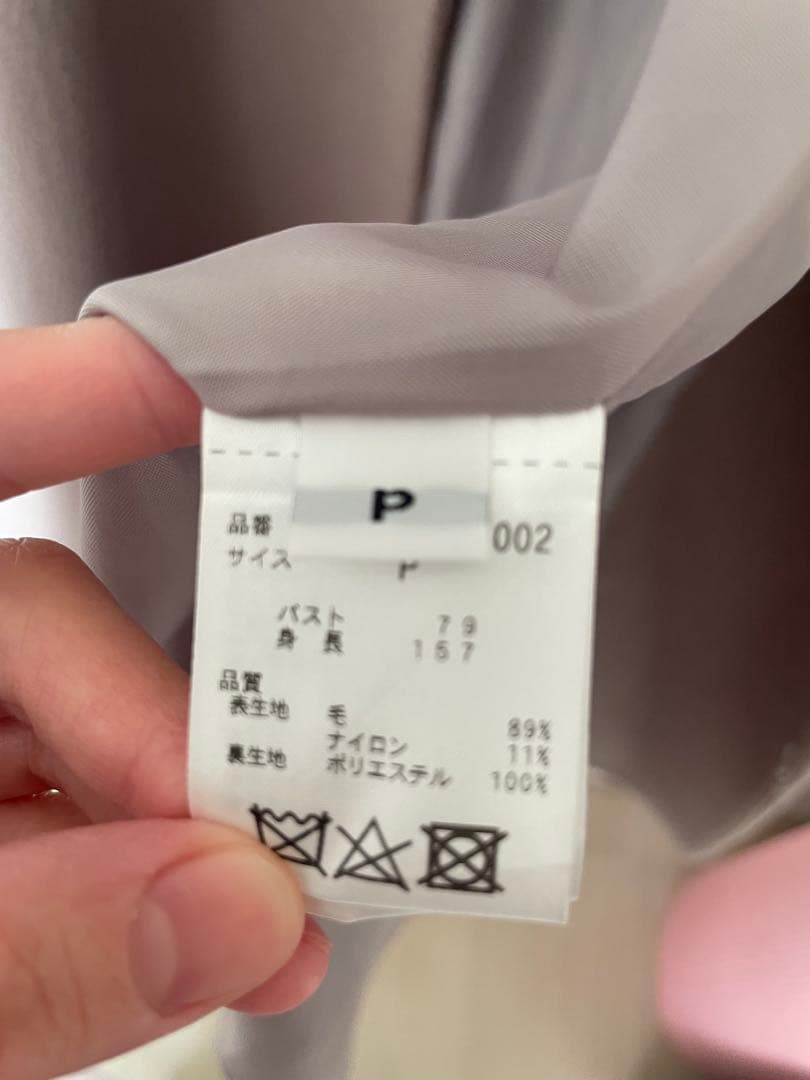 P
品番 002
サイズ
バスト 79
身長 157
品質
表生地 毛 89%
ナイロン 11%
裏生地 ポリエステル 100%